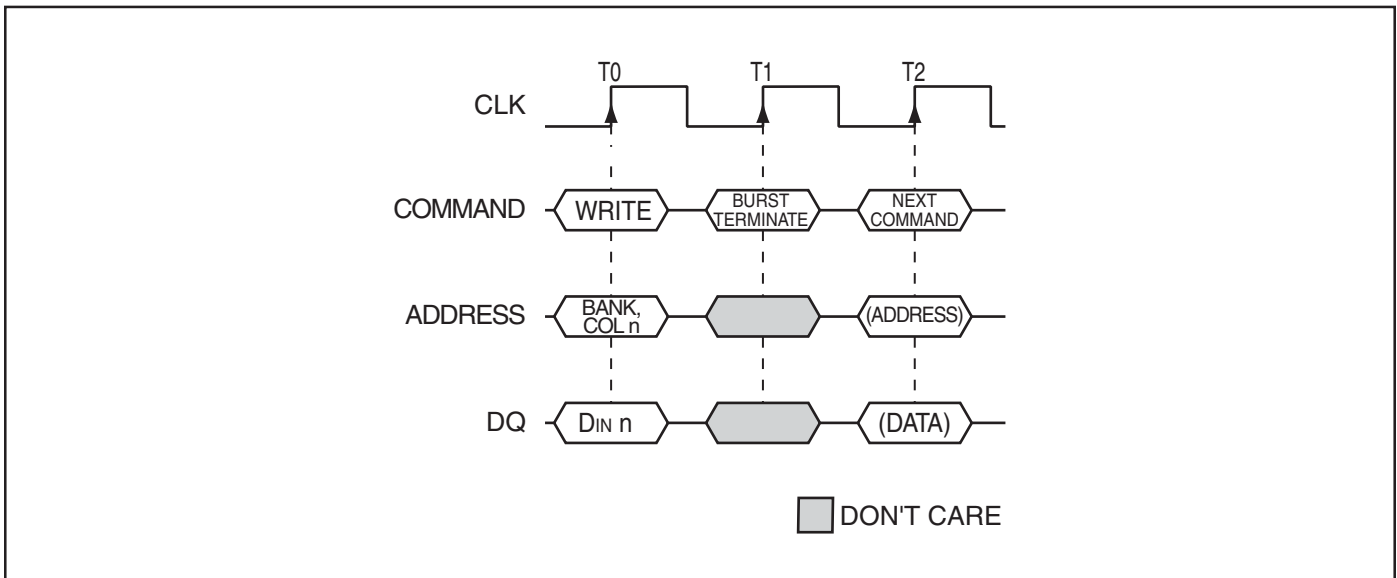 T0 T1 T2
CLK
COMMAND WRITE BURST TERMINATE NEXT COMMAND
ADDRESS BANK, COL n (ADDRESS)
DQ DIN n (DATA)
DON'T CARE